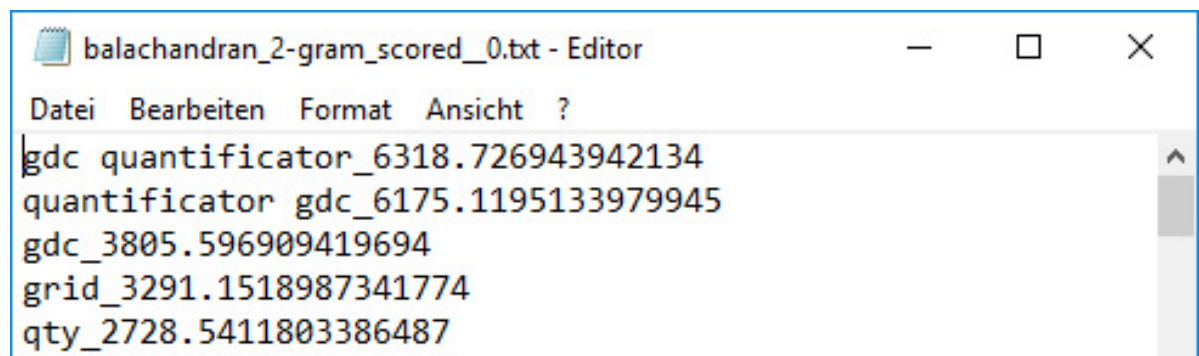 balachandran_2-gram_scored__0.txt - Editor
Datei Bearbeiten Format Ansicht ?
gdc quantificator_6318.726943942134
quantificator gdc_6175.1195133979945
gdc_3805.596909419694
grid_3291.1518987341774
qty_2728.5411803386487